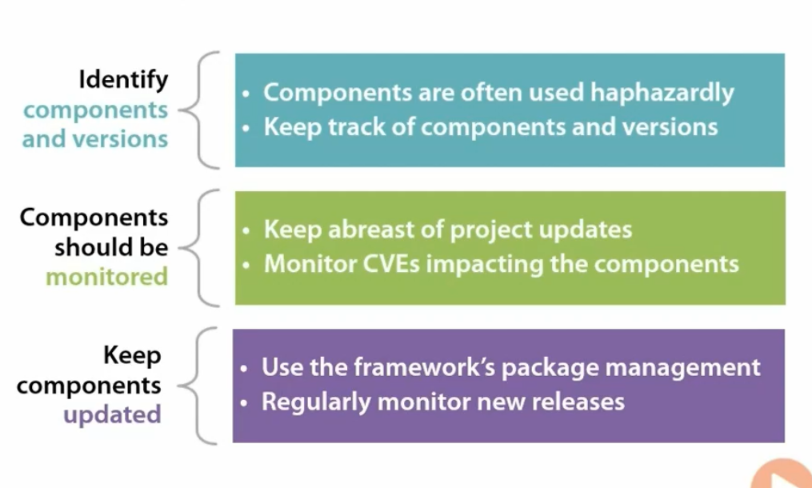 Identify
components
and versions
• Components are often used haphazardly
• Keep track of components and versions
Components
should be
monitored
• Keep abreast of project updates
• Monitor CVEs impacting the components
Keep
components
updated
• Use the framework's package management
• Regularly monitor new releases